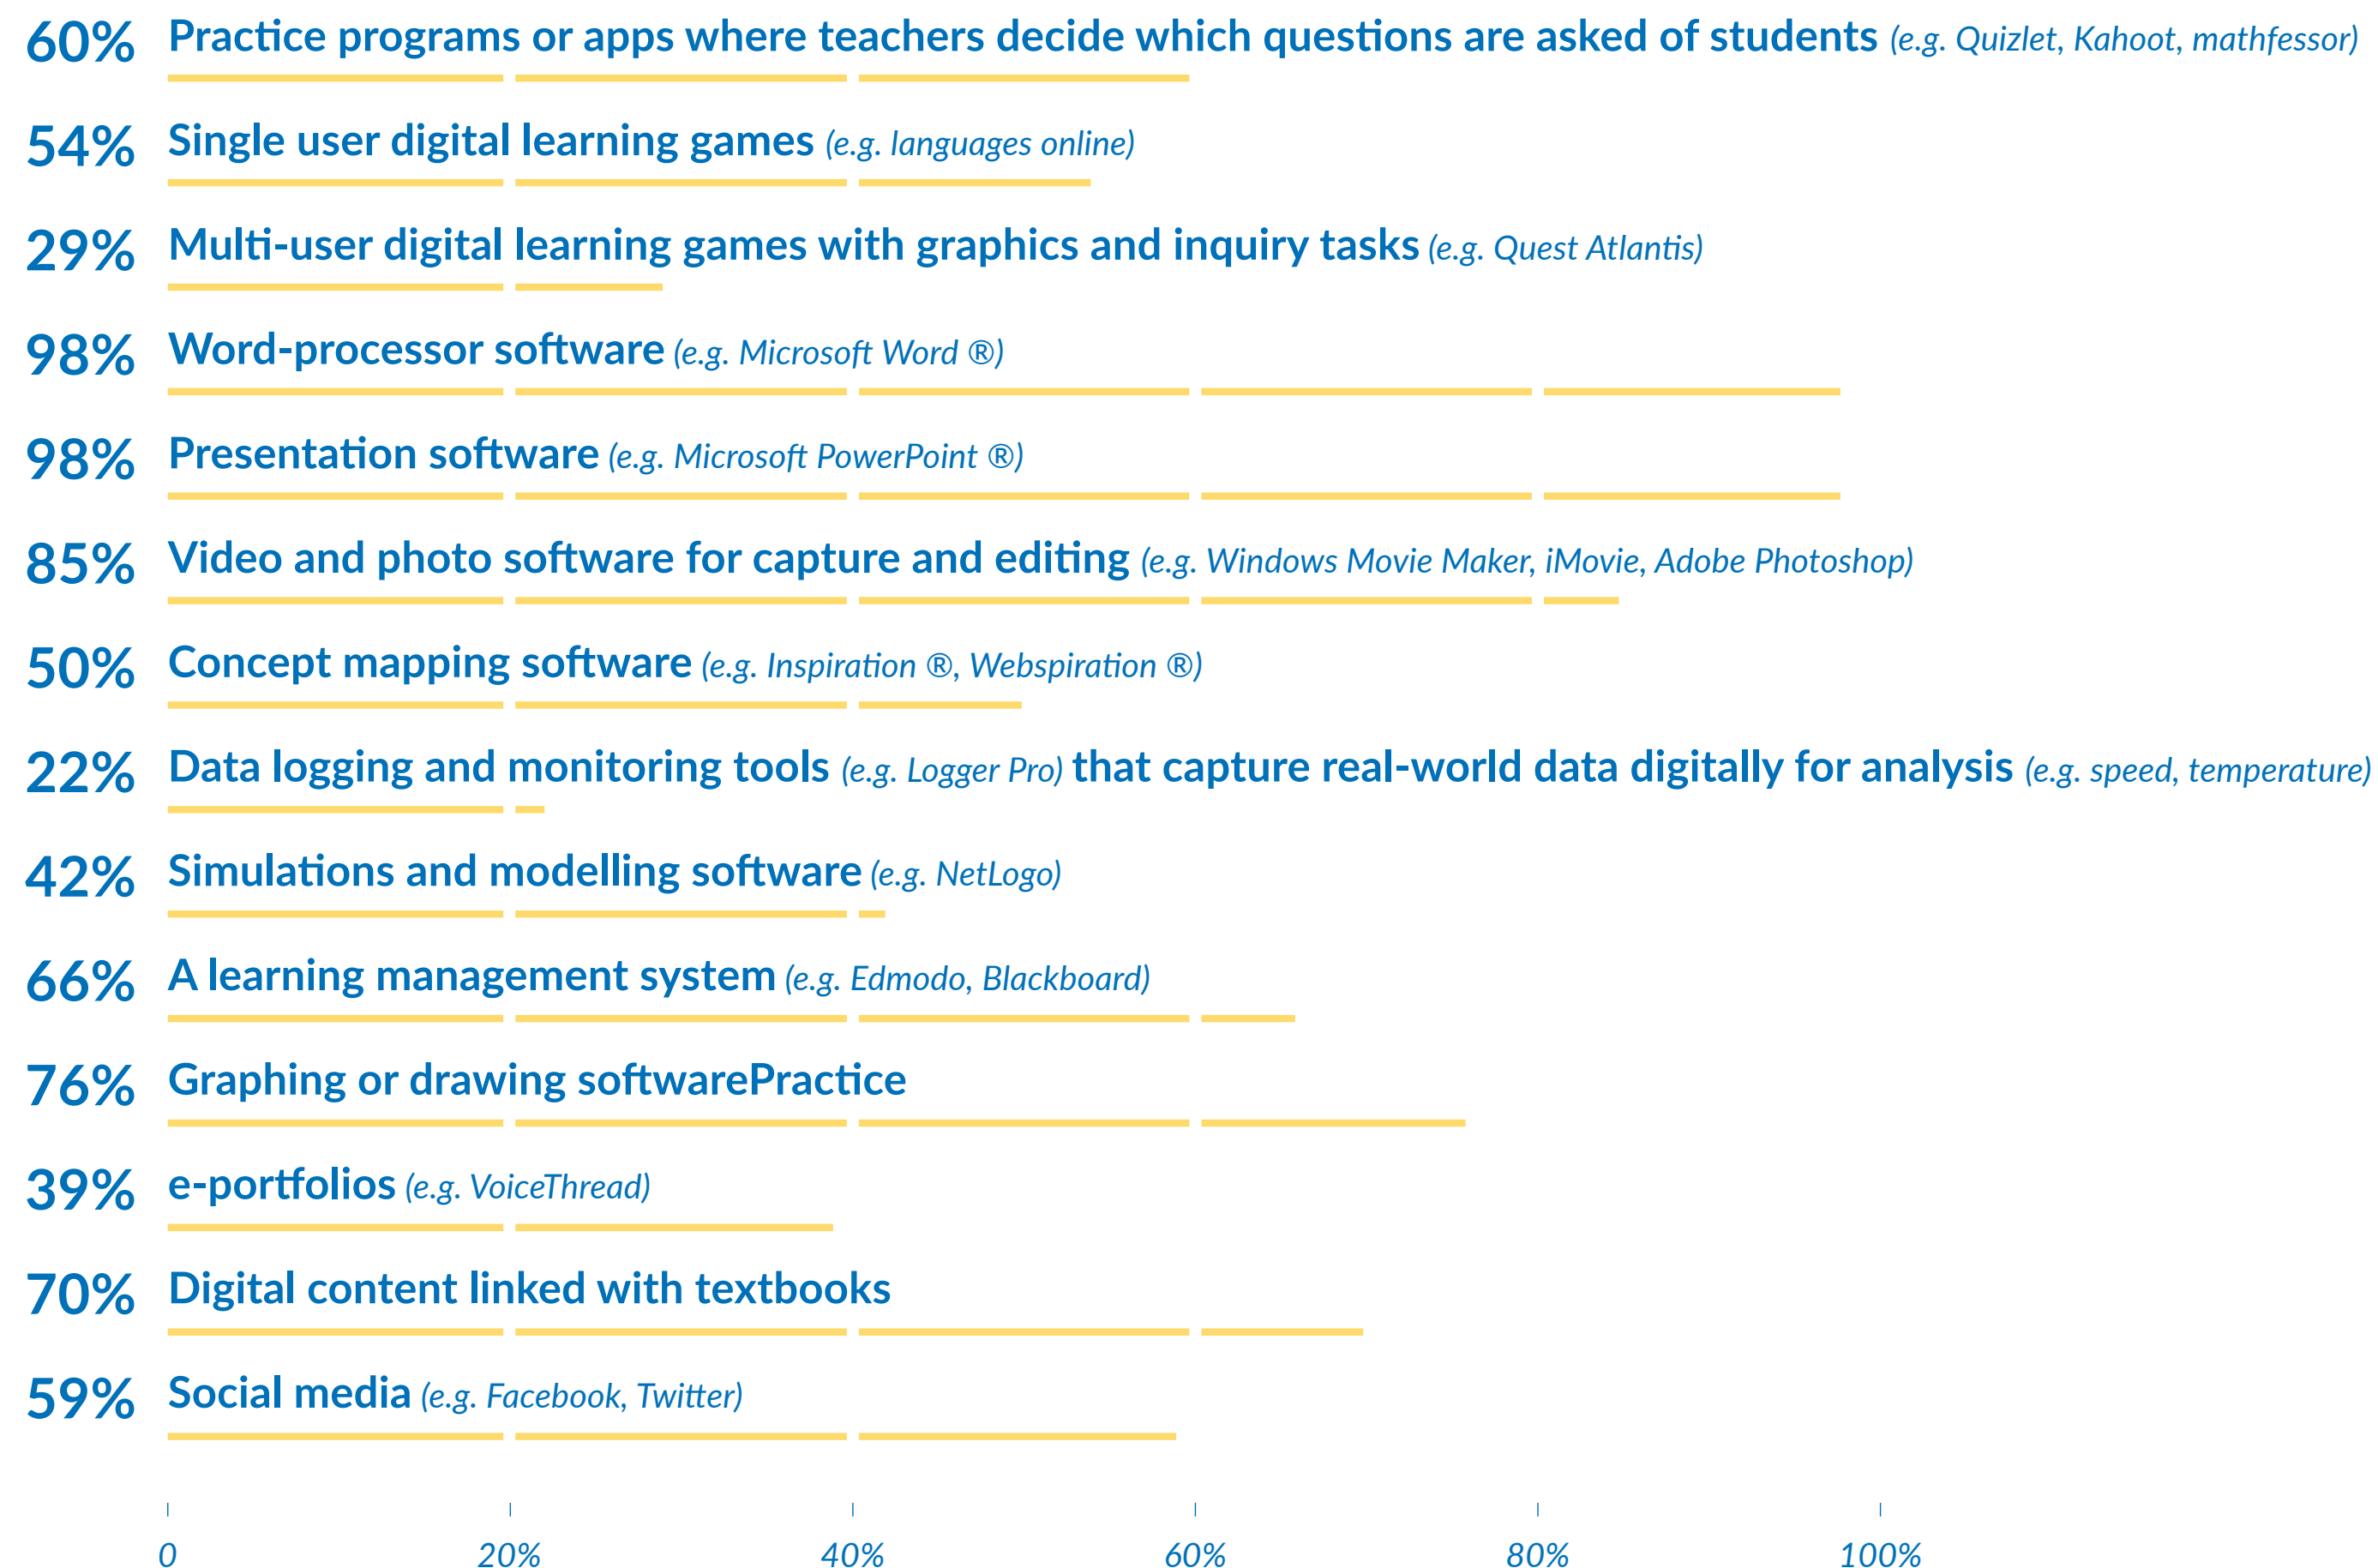 60% Practice programs or apps where teachers decide which questions are asked of students (e.g. Quizlet, Kahoot, mathfessor)
54% Single user digital learning games (e.g. languages online)
29% Multi-user digital learning games with graphics and inquiry tasks (e.g. Quest Atlantis)
98% Word-processor software (e.g. Microsoft Word ®)
98% Presentation software (e.g. Microsoft PowerPoint ®)
85% Video and photo software for capture and editing (e.g. Windows Movie Maker, iMovie, Adobe Photoshop)
50% Concept mapping software (e.g. Inspiration ®, Webspiration ®)
22% Data logging and monitoring tools (e.g. Logger Pro) that capture real-world data digitally for analysis (e.g. speed, temperature)
42% Simulations and modelling software (e.g. NetLogo)
66% A learning management system (e.g. Edmodo, Blackboard)
76% Graphing or drawing softwarePractice
39% e-portfolios (e.g. VoiceThread)
70% Digital content linked with textbooks
59% Social media (e.g. Facebook, Twitter)
0 20% 40% 60% 80% 100%